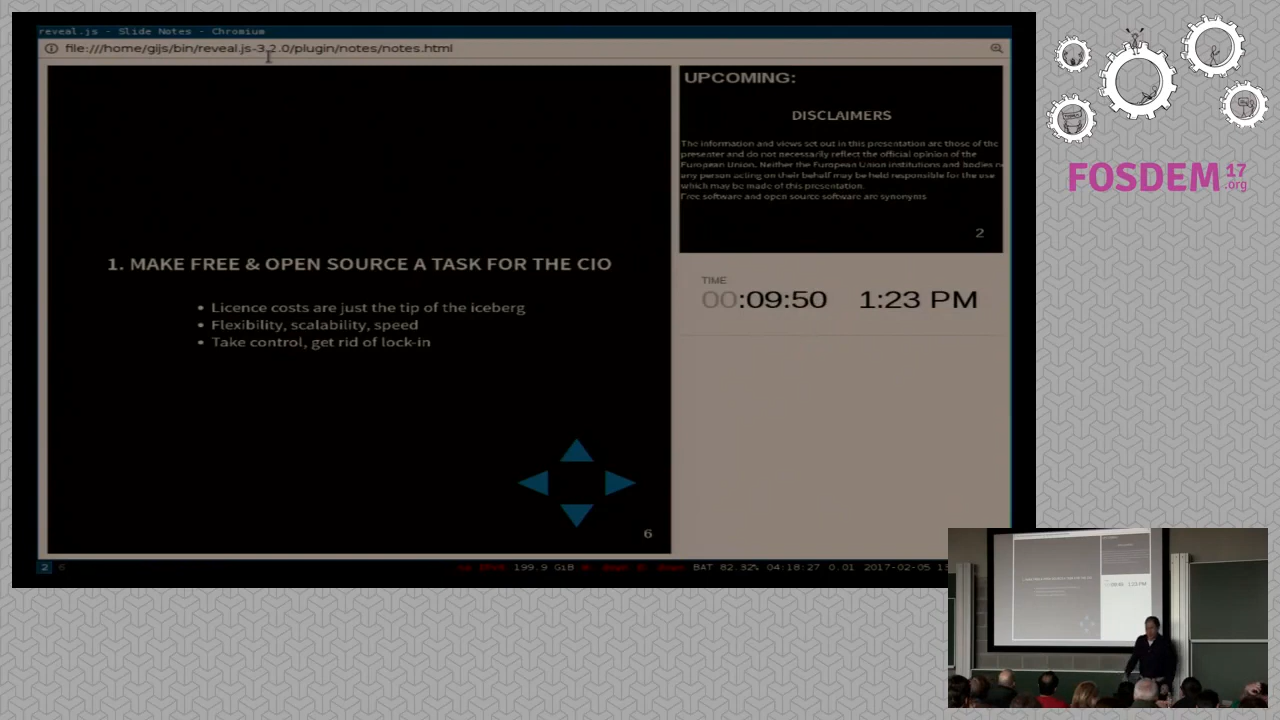 reveal.js - Slide Notes - Chromium
file:///home/gijs/bin/reveal.js-3.2.0/plugin/notes/notes.html
1. MAKE FREE & OPEN SOURCE A TASK FOR THE CIO
• Licence costs are just the tip of the iceberg
• Flexibility, scalability, speed
• Take control, get rid of lock-in
6
UPCOMING:
DISCLAIMERS
The information and views set out in this presentation are those of the
presenter and do not necessarily reflect the official opinion of the
European Union. Neither the European Union institutions and bodies
any person acting on their behalf may be held responsible for the use
which may be made of this presentation.
Free software and open source software are synonyms
2
TIME
00:09:50 1:23 PM
2 6
199.9 GiB BAT 82.32% 04:18:27 0.01 2017-02-05
FOSDEM 17 .org